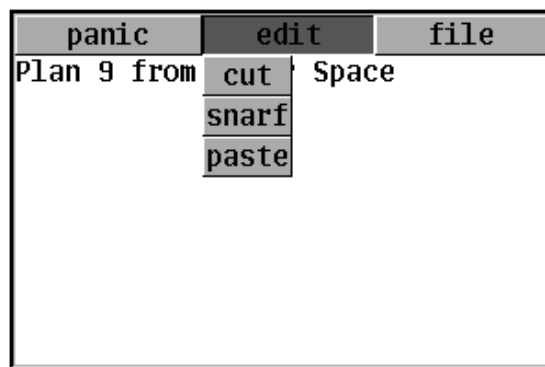 panic edit file
Plan 9 from Space
cut
snarf
paste